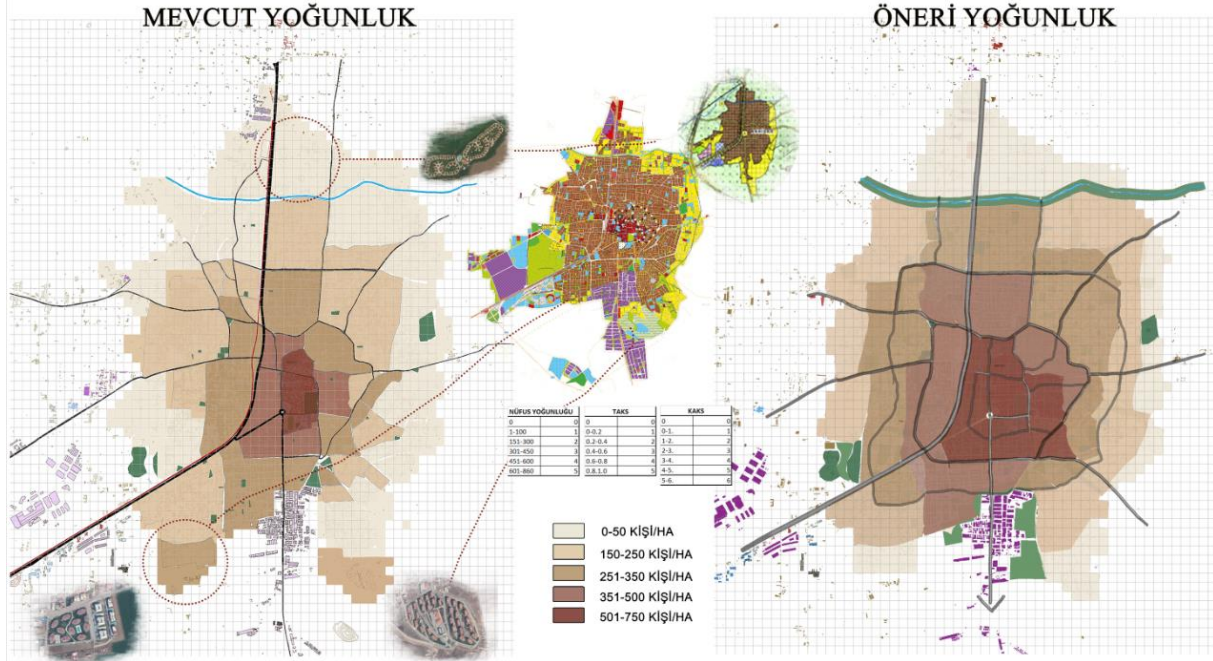 MEVCUT YOĞUNLUK
ÖNERİ YOĞUNLUK
NÜFUS YOĞUNLUĞU TAKS KAKS
0 0 0 0 0 0
1-100 1 0-0.2 1 0-1. 1
151-300 2 0.2-0.4 2 1-2. 2
301-450 3 0.4-0.6 3 2-3. 3
451-600 4 0.6-0.8 4 3-4. 4
601-860 5 0.8.1.0 5 4-5. 5
5-6. 6
0-50 KİŞİ/HA
150-250 KİŞİ/HA
251-350 KİŞİ/HA
351-500 KİŞİ/HA
501-750 KİŞİ/HA